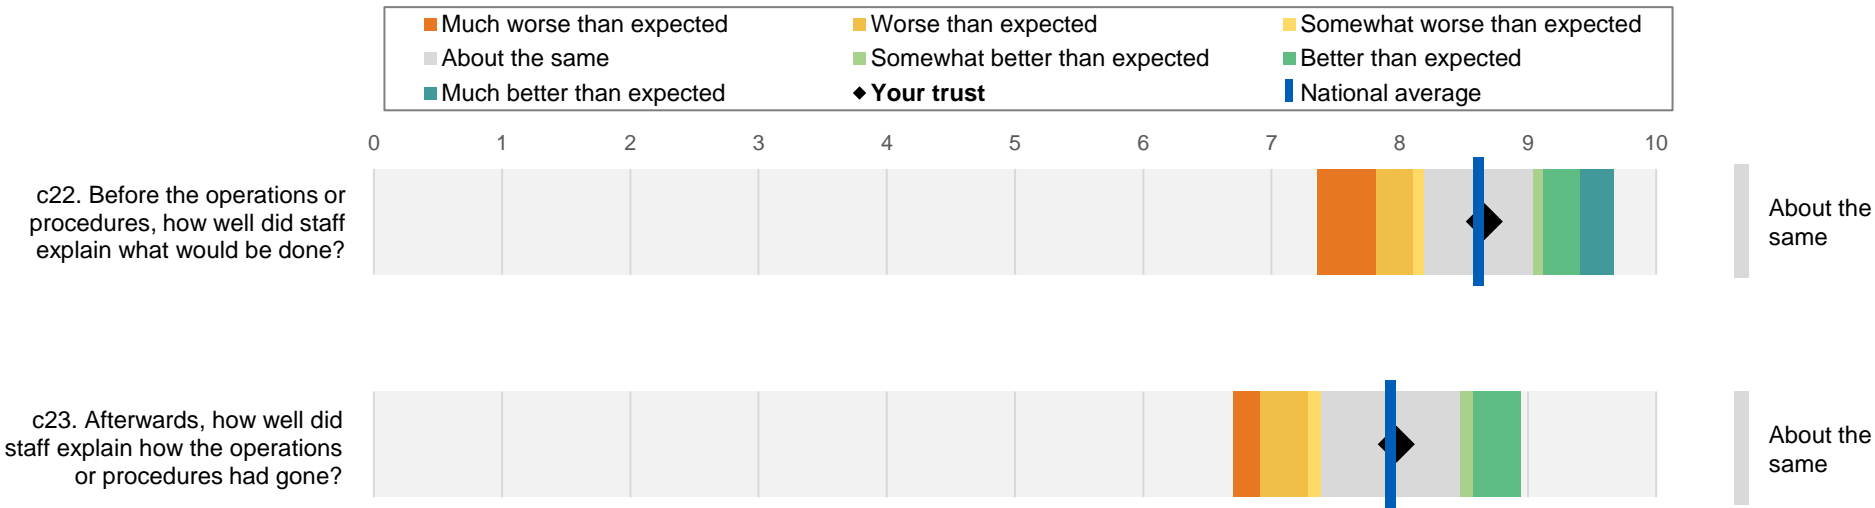 Much worse than expected
Worse than expected
Somewhat worse than expected
About the same
Somewhat better than expected
Better than expected
Much better than expected
Your trust
National average
0 1 2 3 4 5 6 7 8 9 10
c22. Before the operations or
procedures, how well did staff
explain what would be done?
About the
same
c23. Afterwards, how well did
staff explain how the operations
or procedures had gone?
About the
same